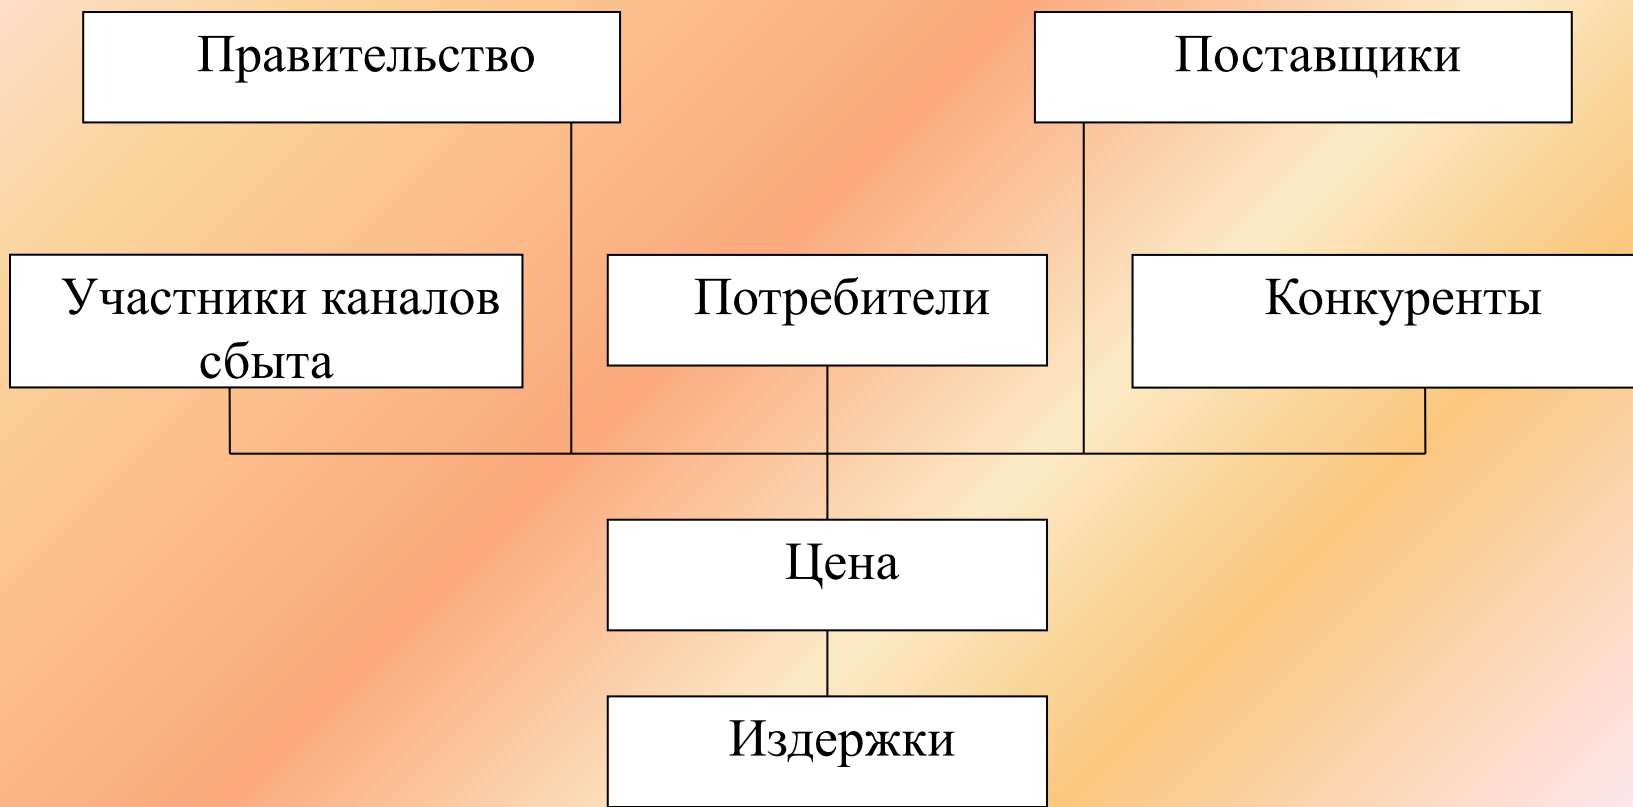 Правительство
Поставщики
Участники каналов
сбыта
Потребители
Конкуренты
Цена
Издержки